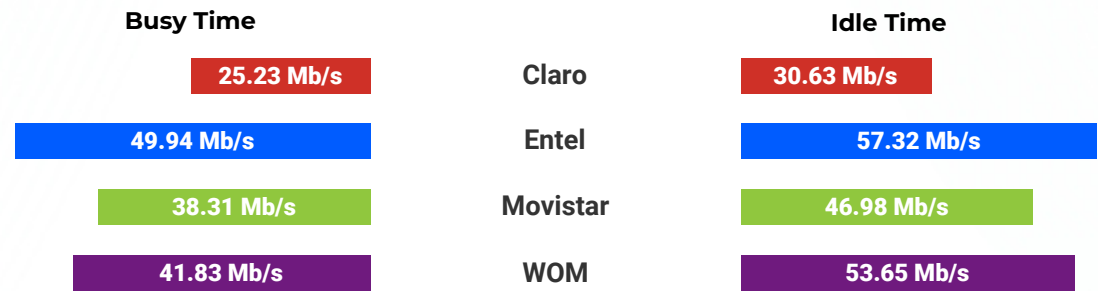 Busy Time Idle Time
25.23 Mb/s Claro 30.63 Mb/s
49.94 Mb/s Entel 57.32 Mb/s
38.31 Mb/s Movistar 46.98 Mb/s
41.83 Mb/s WOM 53.65 Mb/s